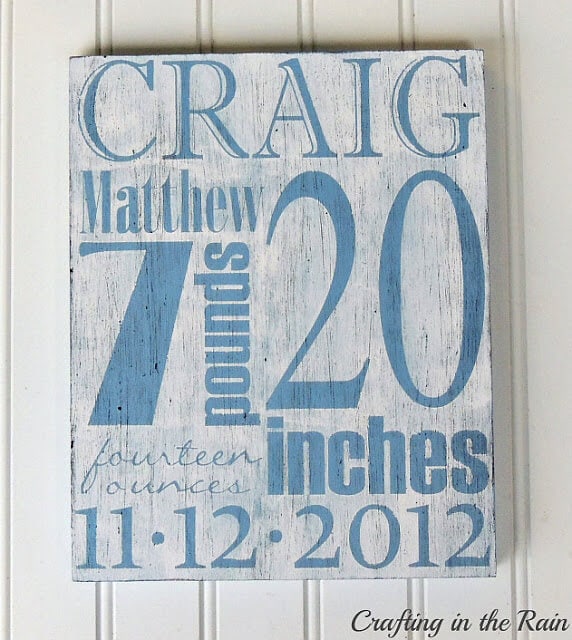 CRAIG
Matthew
7 pounds
fourteen
ounces
20
inches
11·12·2012
Crafting in the Rain